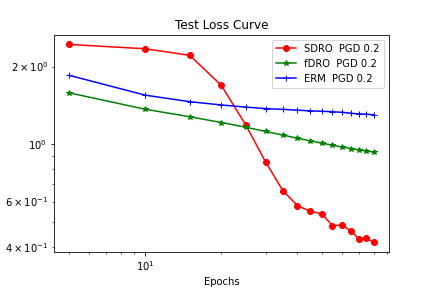 Test Loss Curve
SDRO PGD 0.2
fDRO PGD 0.2
ERM PGD 0.2
2 × 10⁰
10⁰
6 × 10⁻¹
4 × 10⁻¹
10¹
Epochs